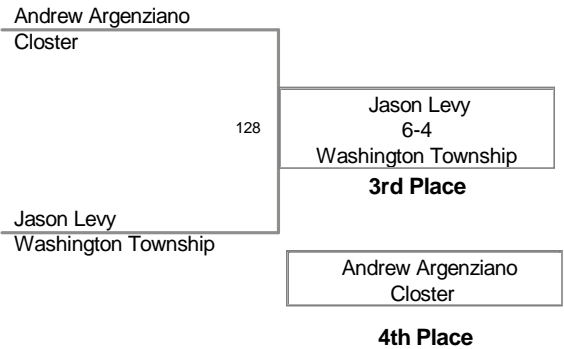 Andrew Argenziano
Closter
128
Jason Levy
6-4
Washington Township
3rd Place
Jason Levy
Washington Township
Andrew Argenziano
Closter
4th Place